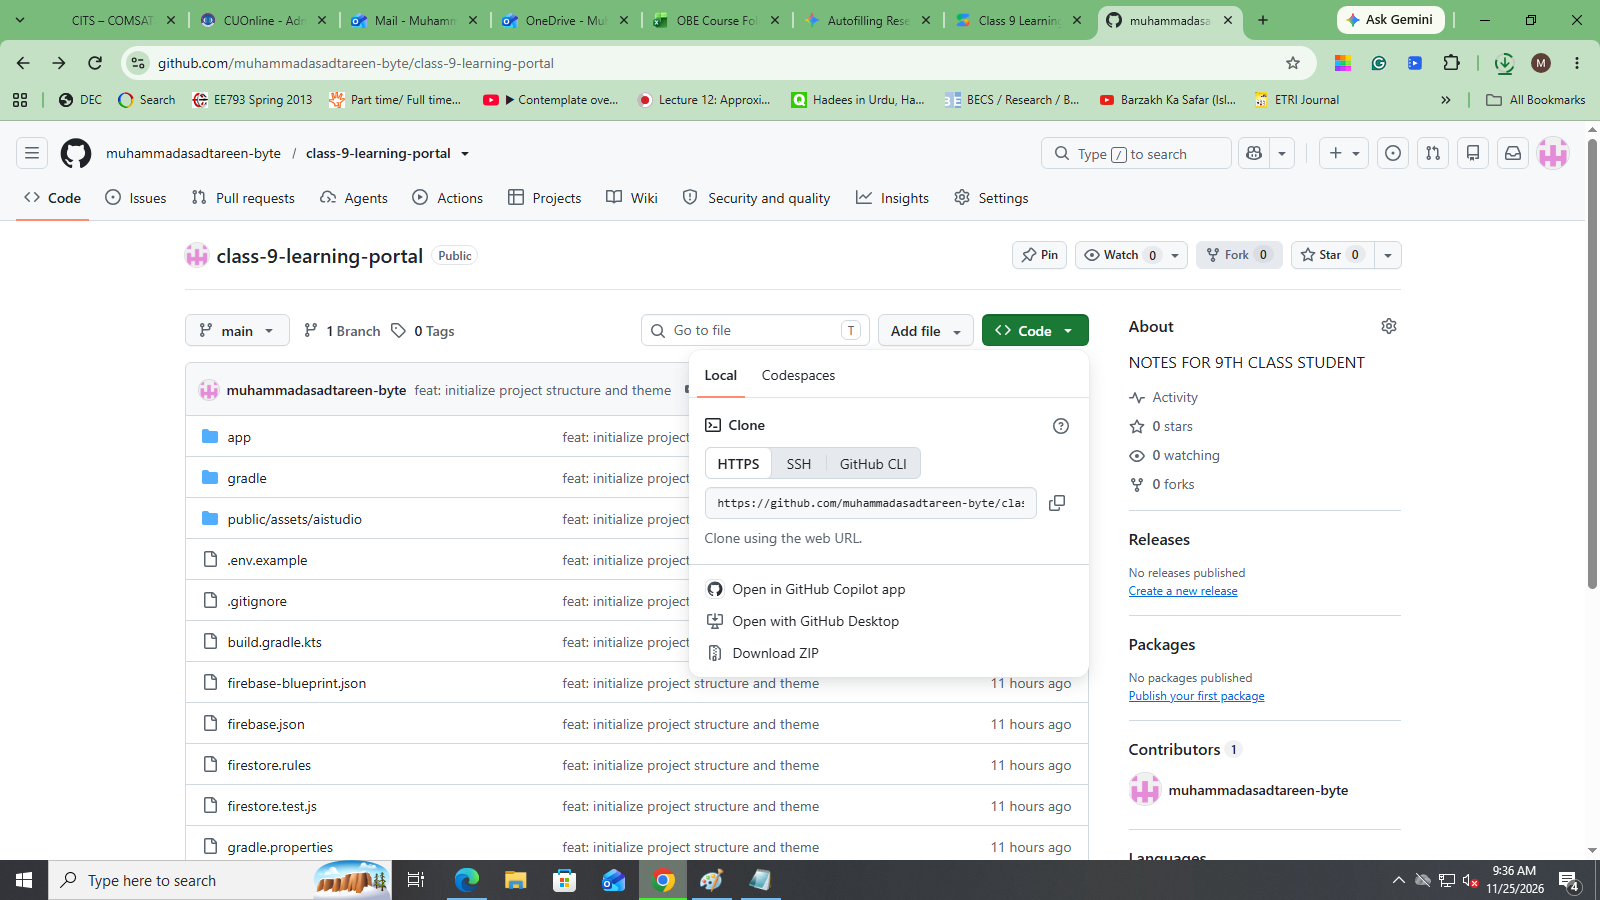 CITS – COMSAT
CUOnline - Adn
Mail - Muhamm
OneDrive - Muh
OBE Course Fol
Autofilling Rese
Class 9 Learning
muhammadasa
Ask Gemini
github.com/muhammadasadtareen-byte/class-9-learning-portal
M
DEC
Search
EE793 Spring 2013
Part time/ Full time...
▶ Contemplate ove...
Lecture 12: Approxi...
Hadees in Urdu, Ha...
BECS / Research / B...
Barzakh Ka Safar (Isl...
ETRI Journal
All Bookmarks
muhammadasadtareen-byte / class-9-learning-portal
Type / to search
Code
Issues
Pull requests
Agents
Actions
Projects
Wiki
Security and quality
Insights
Settings
class-9-learning-portal Public
Pin
Watch 0
Fork 0
Star 0
main
1 Branch
0 Tags
Go to file T
Add file
Code
muhammadasadtareen-byte feat: initialize project structure and theme
app feat: initialize project
gradle feat: initialize project
public/assets/aistudio feat: initialize project
.env.example feat: initialize project
.gitignore feat: initialize project
build.gradle.kts feat: initialize project
firebase-blueprint.json feat: initialize project structure and theme 11 hours ago
firebase.json feat: initialize project structure and theme 11 hours ago
firestore.rules feat: initialize project structure and theme 11 hours ago
firestore.test.js feat: initialize project structure and theme 11 hours ago
gradle.properties feat: initialize project structure and theme 11 hours ago
Local
Codespaces
Clone
HTTPS
SSH
GitHub CLI
https://github.com/muhammadasadtareen-byte/clas
Clone using the web URL.
Open in GitHub Copilot app
Open with GitHub Desktop
Download ZIP
About
NOTES FOR 9TH CLASS STUDENT
Activity
0 stars
0 watching
0 forks
Releases
No releases published
Create a new release
Packages
No packages published
Publish your first package
Contributors 1
muhammadasadtareen-byte
Languages
Type here to search
9:36 AM
11/25/2026
4